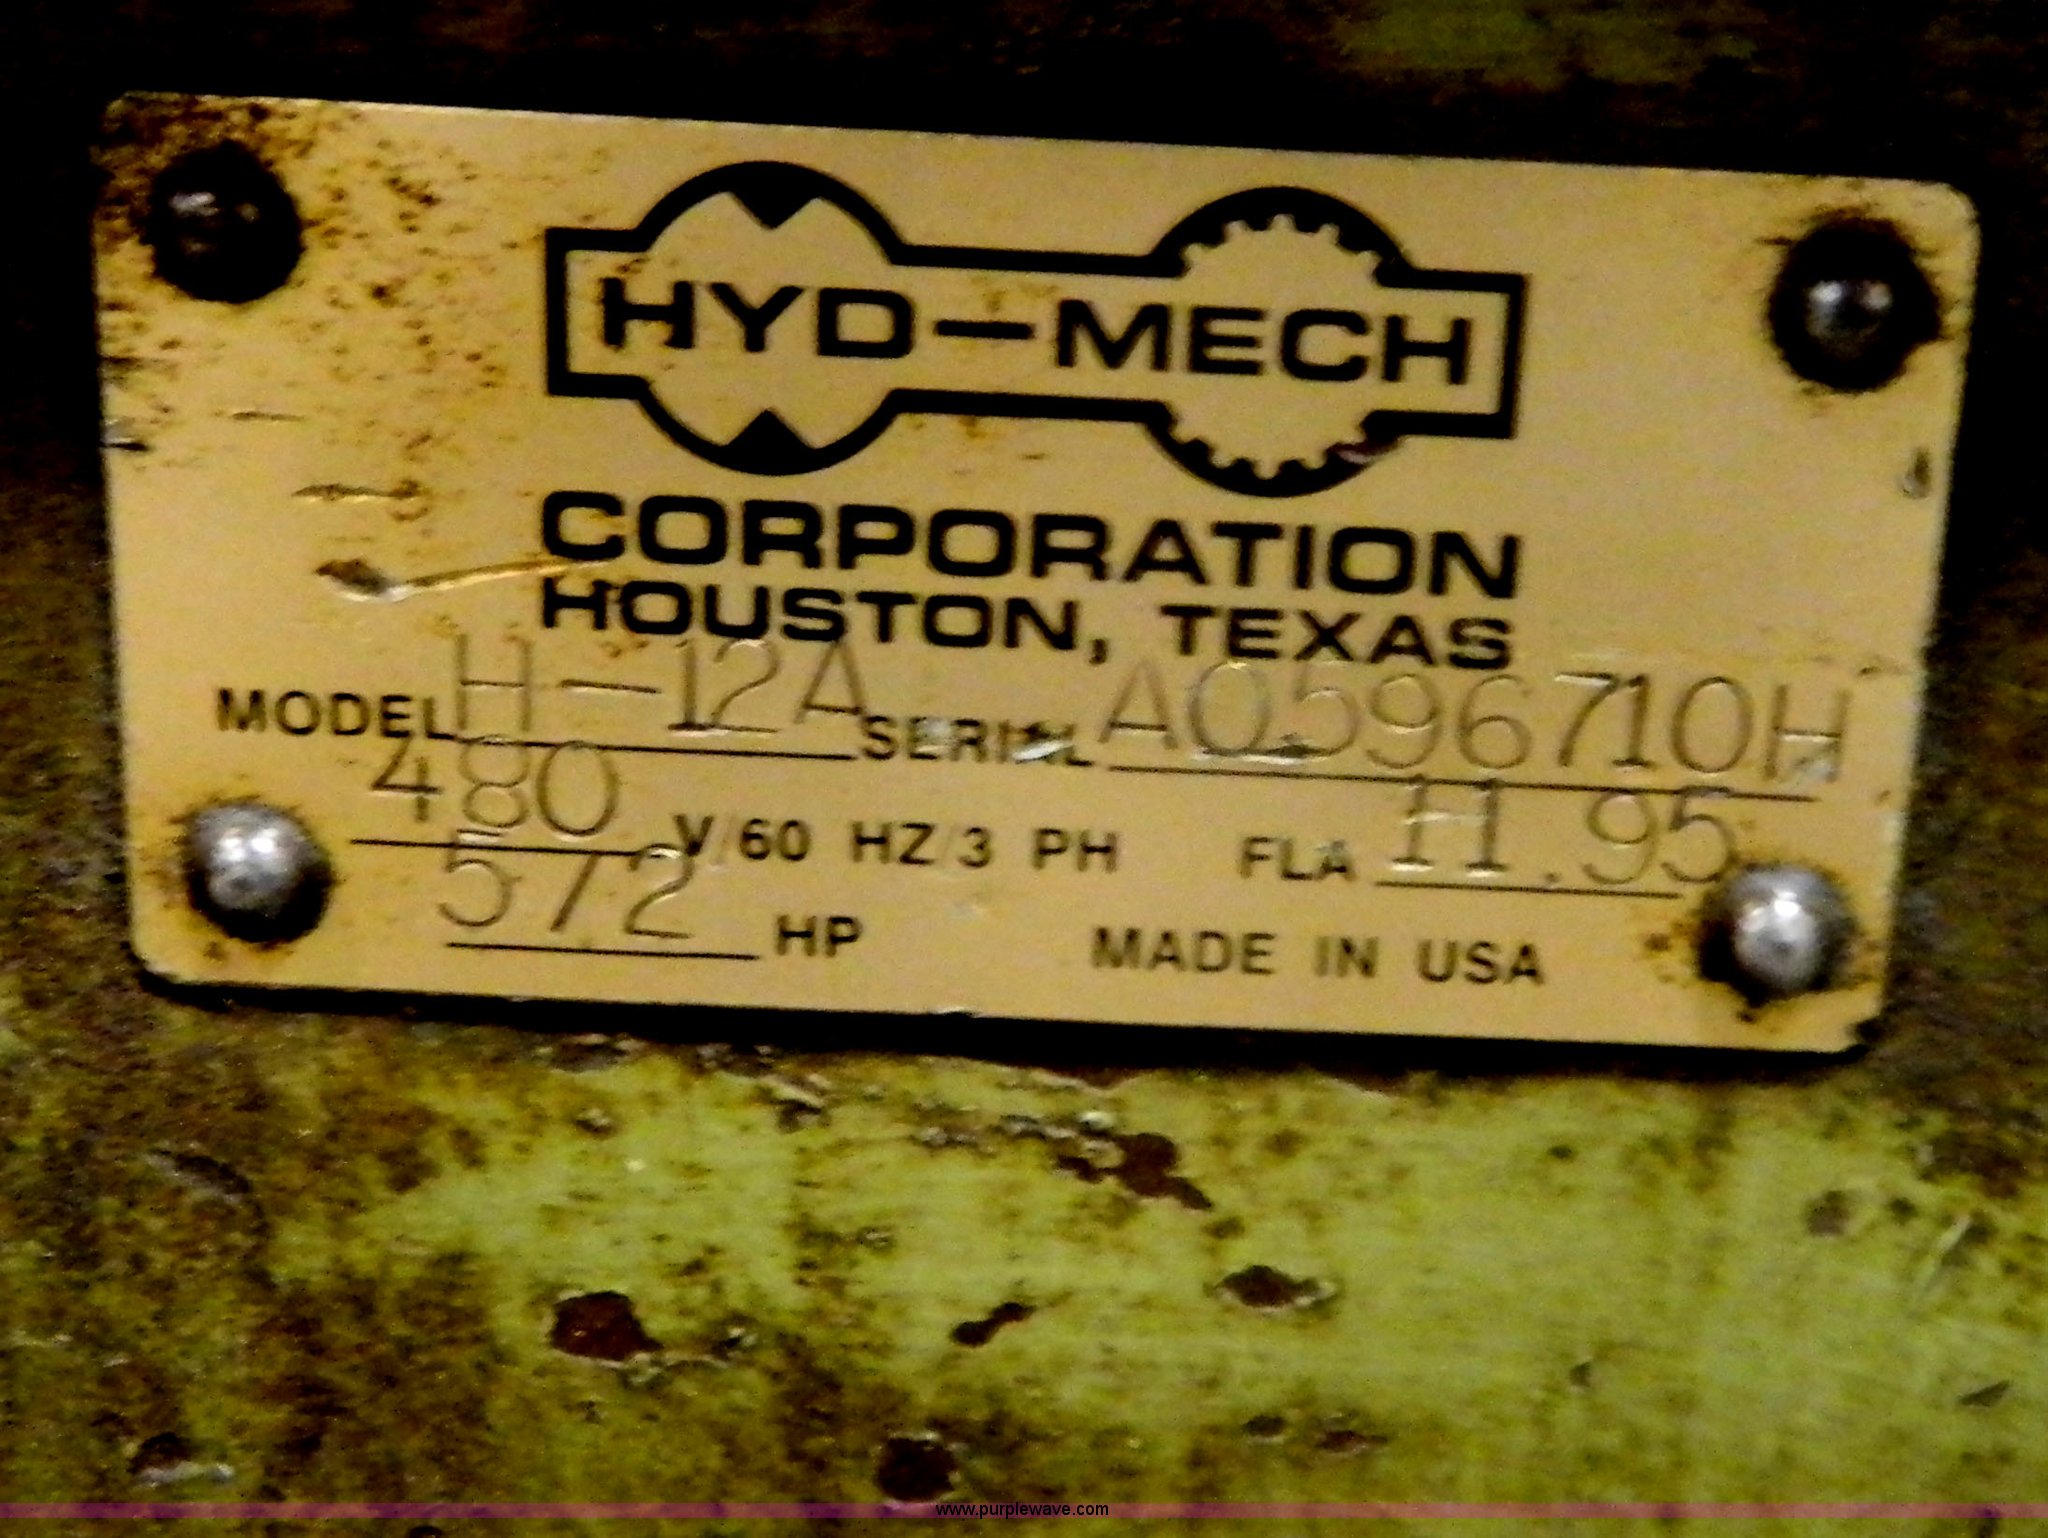 HYD-MECH
CORPORATION
HOUSTON, TEXAS
MODEL H-12A SERIAL A0596710H
480 V/60 HZ/3 PH FLA 11.95
5/2 HP MADE IN USA
www.purplewave.com